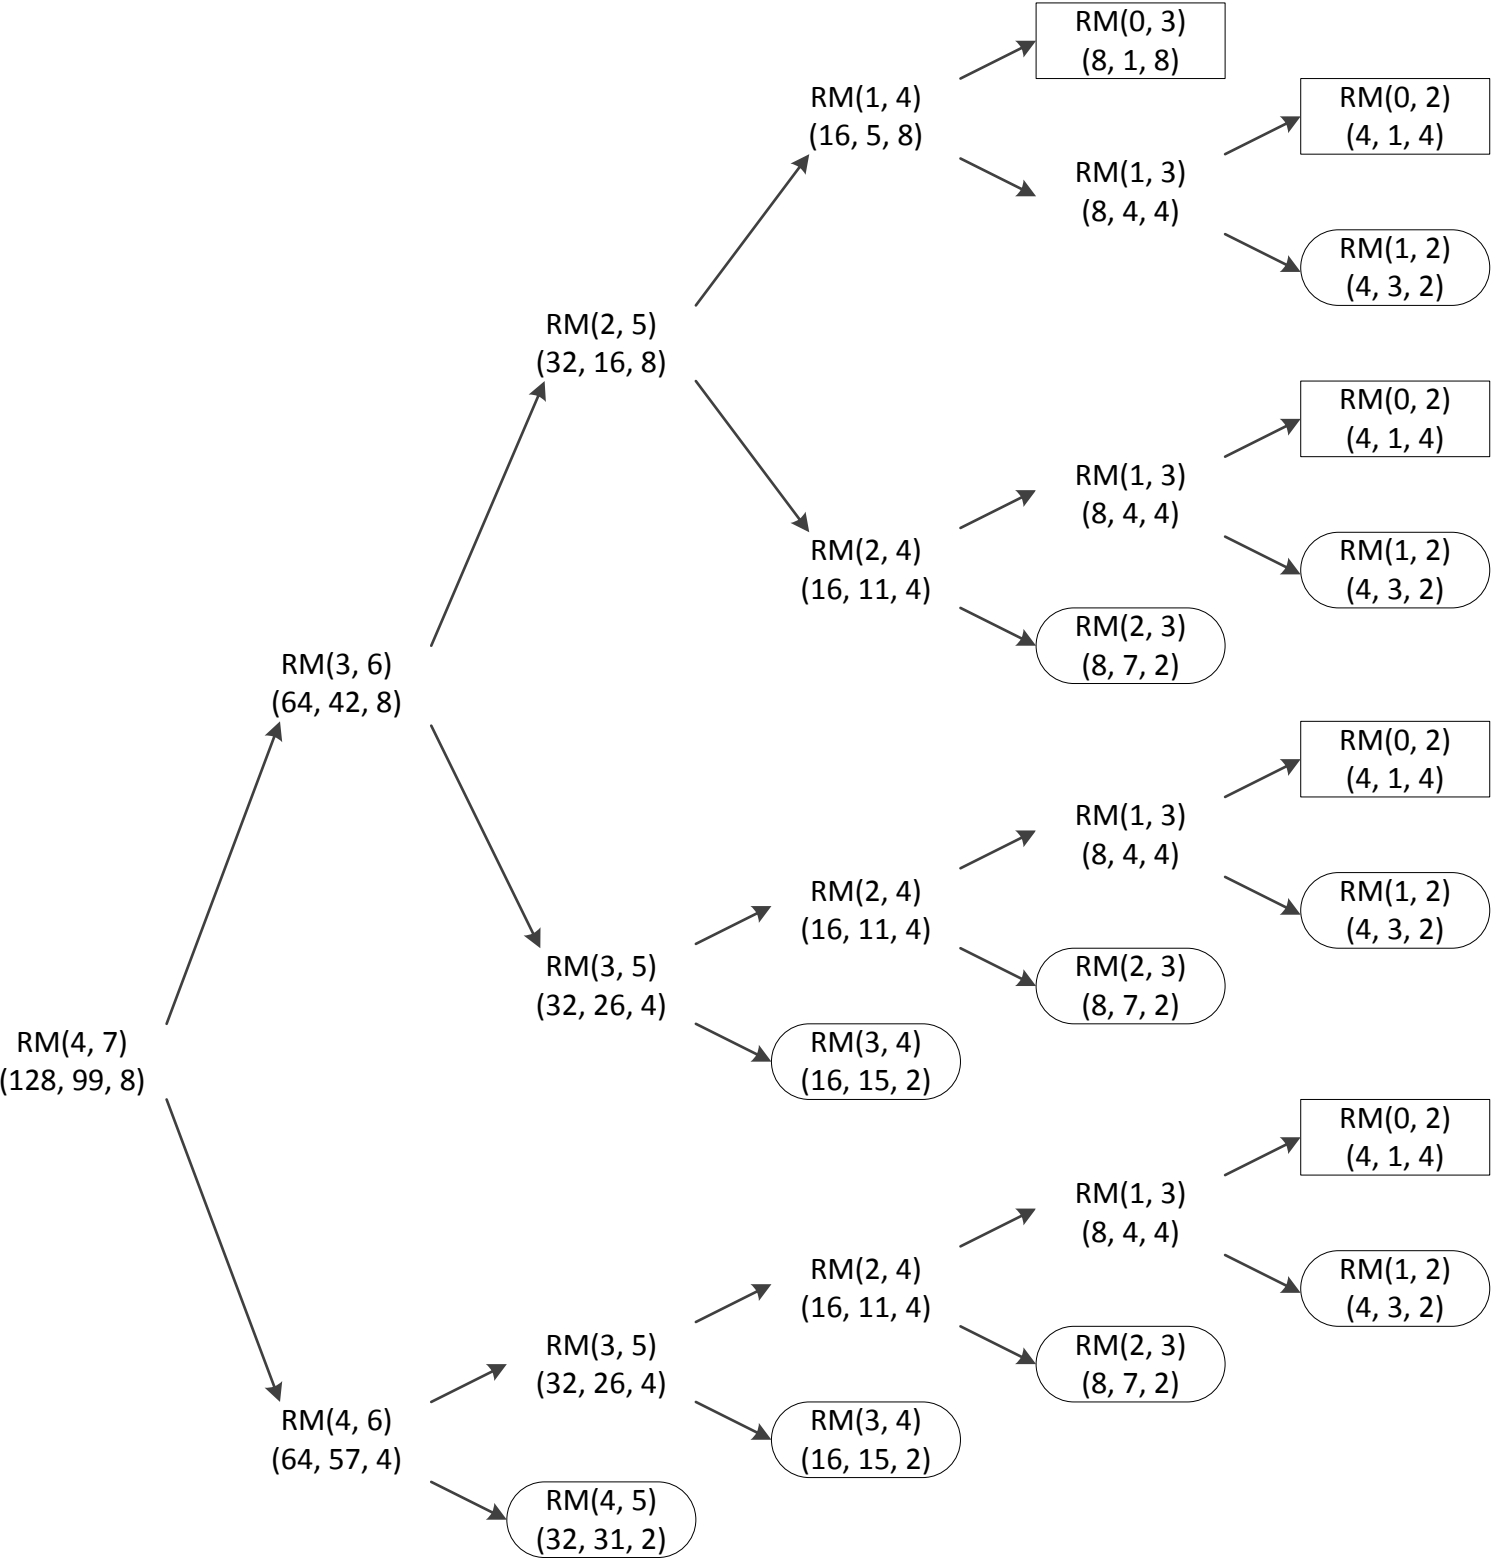 RM(0, 3)
(8, 1, 8)
RM(1, 4)
(16, 5, 8)
RM(0, 2)
(4, 1, 4)
RM(1, 3)
(8, 4, 4)
RM(1, 2)
(4, 3, 2)
RM(2, 5)
(32, 16, 8)
RM(0, 2)
(4, 1, 4)
RM(1, 3)
(8, 4, 4)
RM(2, 4)
(16, 11, 4)
RM(1, 2)
(4, 3, 2)
RM(2, 3)
(8, 7, 2)
RM(3, 6)
(64, 42, 8)
RM(0, 2)
(4, 1, 4)
RM(1, 3)
(8, 4, 4)
RM(2, 4)
(16, 11, 4)
RM(1, 2)
(4, 3, 2)
RM(3, 5)
(32, 26, 4)
RM(2, 3)
(8, 7, 2)
RM(3, 4)
(16, 15, 2)
RM(4, 7)
(128, 99, 8)
RM(0, 2)
(4, 1, 4)
RM(1, 3)
(8, 4, 4)
RM(2, 4)
(16, 11, 4)
RM(1, 2)
(4, 3, 2)
RM(3, 5)
(32, 26, 4)
RM(2, 3)
(8, 7, 2)
RM(4, 6)
(64, 57, 4)
RM(3, 4)
(16, 15, 2)
RM(4, 5)
(32, 31, 2)